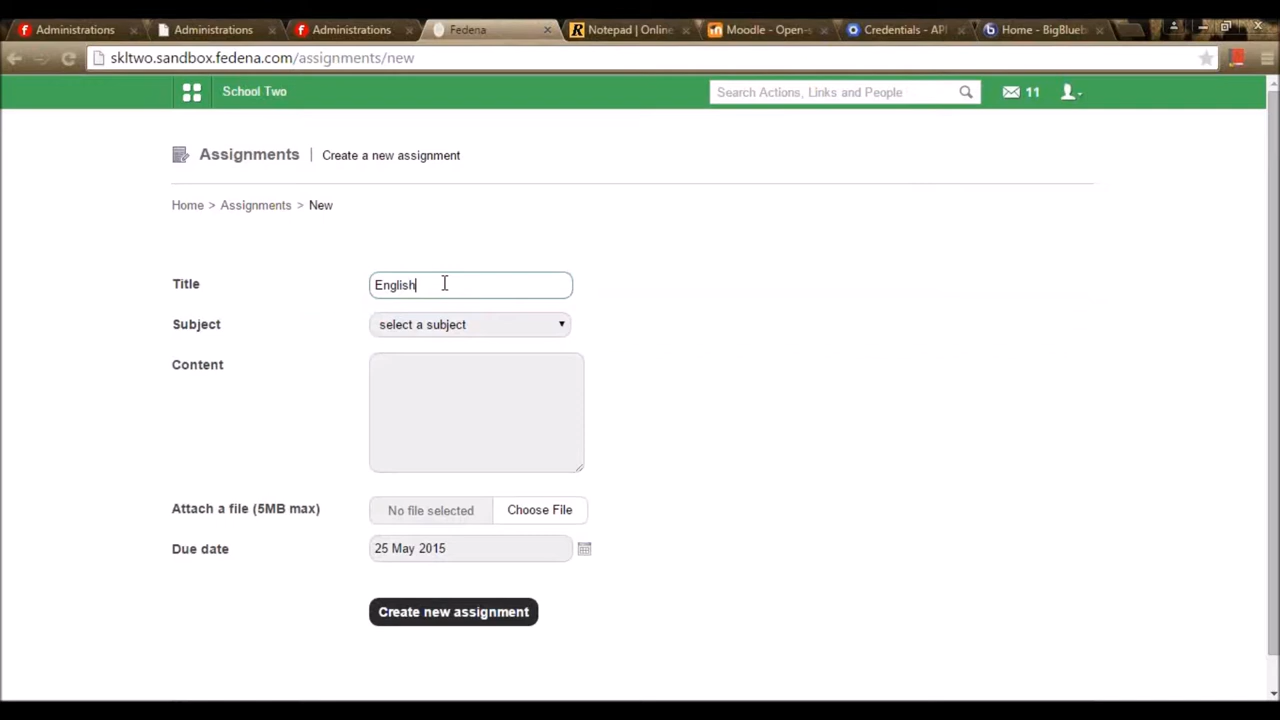 Administrations
Administrations
Administrations
Fedena
Notepad | Online
Moodle - Open-s
Credentials - API
Home - BigBlueb
skltwo.sandbox.fedena.com/assignments/new
School Two
Search Actions, Links and People
11
Assignments | Create a new assignment
Home > Assignments > New
Title
English
Subject
select a subject
Content
Attach a file (5MB max)
No file selected
Choose File
Due date
25 May 2015
Create new assignment